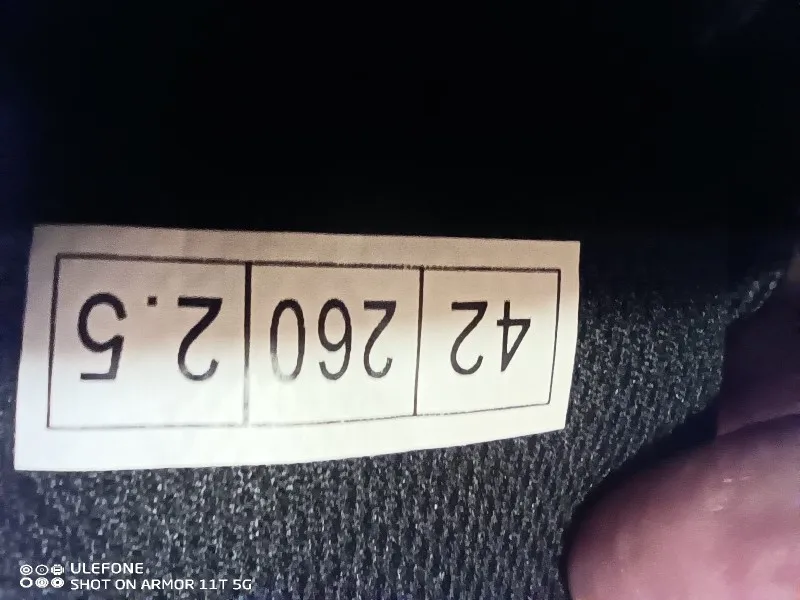 42 260 2.5
ULEFONE
SHOT ON ARMOR 11T 5G